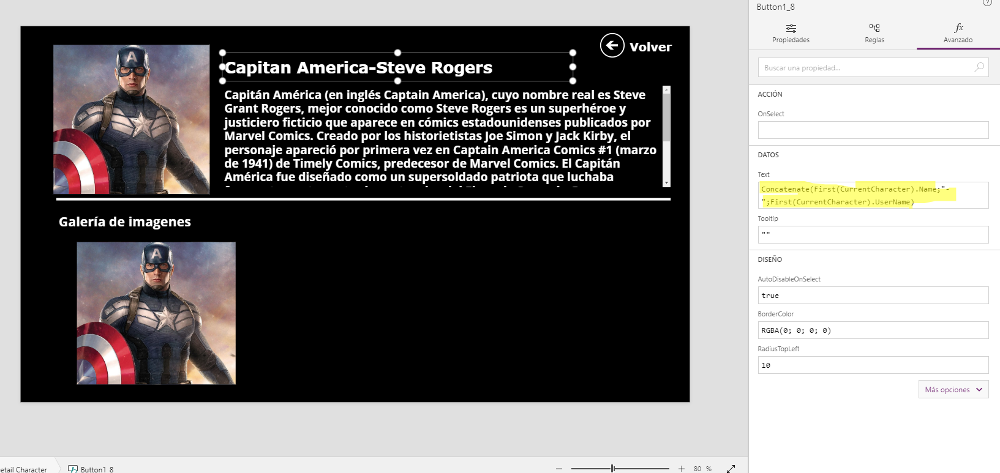 Button1_8
Propiedades
Reglas
Avanzado
Buscar una propiedad...
ACCIÓN
OnSelect
DATOS
Text
Concatenate(First(CurrentCharacter).Name;"-
";First(CurrentCharacter).UserName)
Tooltip
""
DISEÑO
AutoDisableOnSelect
true
BorderColor
RGBA(0; 0; 0; 0)
RadiusTopLeft
10
Más opciones
Volver
Capitan America-Steve Rogers
Capitán América (en inglés Captain America), cuyo nombre real es Steve
Grant Rogers, mejor conocido como Steve Rogers es un superhéroe y
justiciero ficticio que aparece en cómics estadounidenses publicados por
Marvel Comics. Creado por los historietistas Joe Simon y Jack Kirby, el
personaje apareció por primera vez en Captain America Comics #1 (marzo
de 1941) de Timely Comics, predecesor de Marvel Comics. El Capitán
América fue diseñado como un supersoldado patriota que luchaba
Galería de imagenes
etail Character
Button1_8
80 %